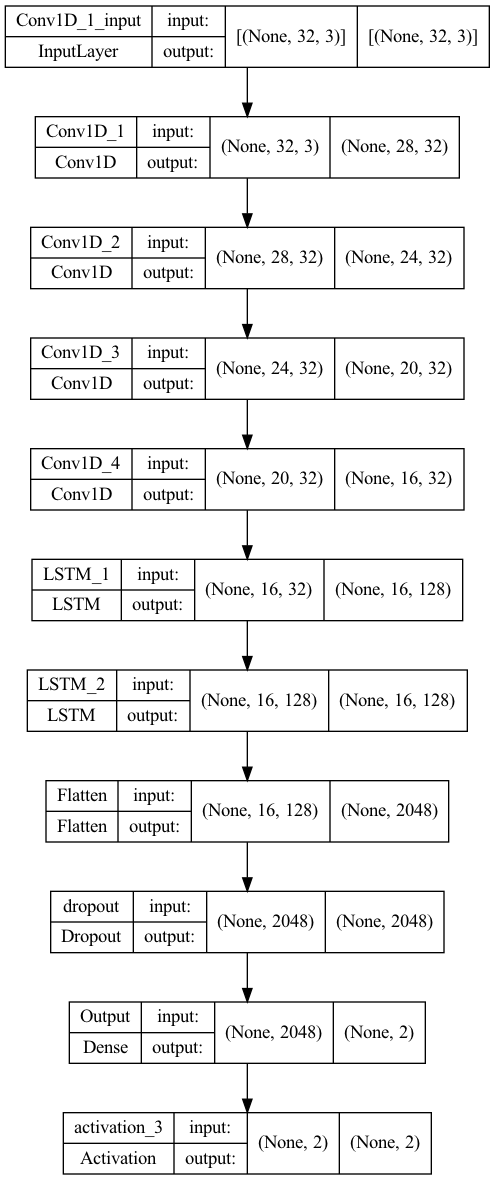 Conv1D_1_input input: [(None, 32, 3)] [(None, 32, 3)]
InputLayer output:
Conv1D_1 input: (None, 32, 3) (None, 28, 32)
Conv1D output:
Conv1D_2 input: (None, 28, 32) (None, 24, 32)
Conv1D output:
Conv1D_3 input: (None, 24, 32) (None, 20, 32)
Conv1D output:
Conv1D_4 input: (None, 20, 32) (None, 16, 32)
Conv1D output:
LSTM_1 input: (None, 16, 32) (None, 16, 128)
LSTM output:
LSTM_2 input: (None, 16, 128) (None, 16, 128)
LSTM output:
Flatten input: (None, 16, 128) (None, 2048)
Flatten output:
dropout input: (None, 2048) (None, 2048)
Dropout output:
Output input: (None, 2048) (None, 2)
Dense output:
activation_3 input: (None, 2) (None, 2)
Activation output: